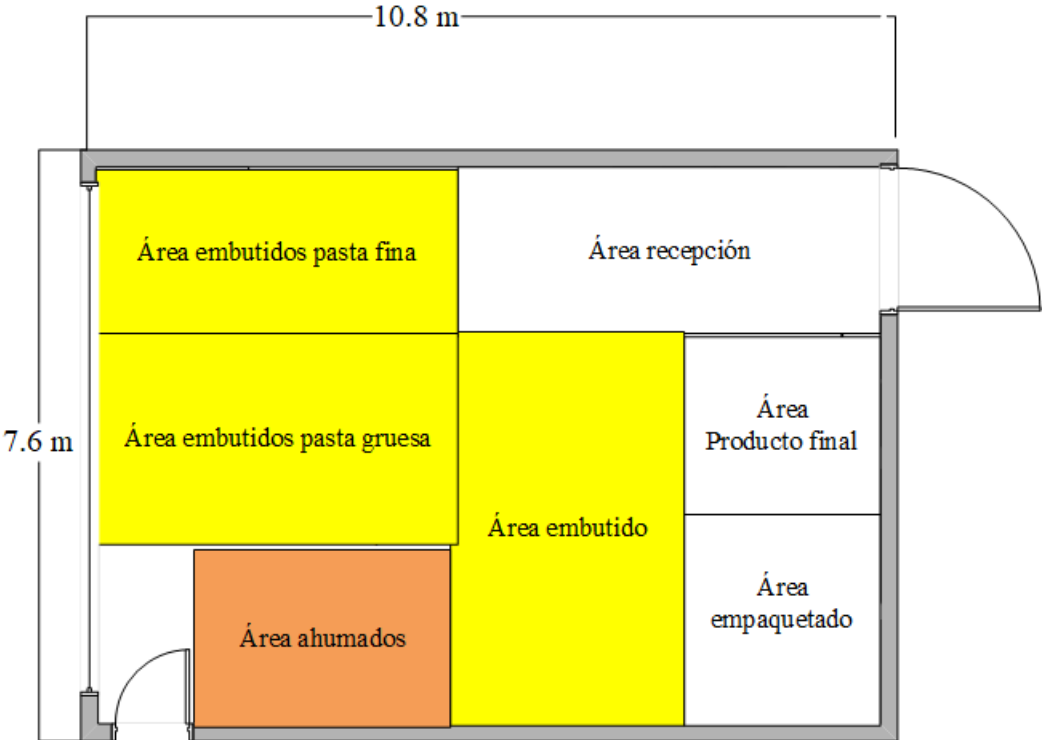 10.8 m
Área embutidos pasta fina
Área recepción
7.6 m
Área embutidos pasta gruesa
Área
Producto final
Área embutido
Área
empaquetado
Área ahumados